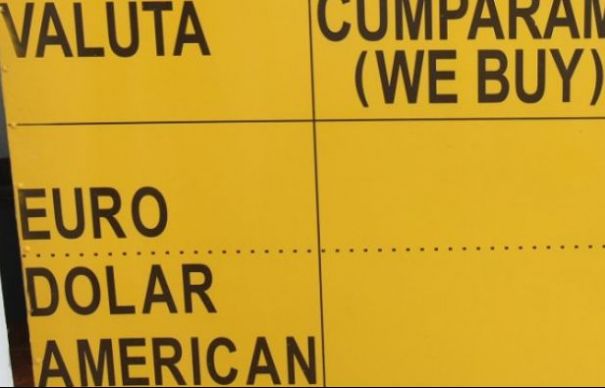 VALUTA
CUMPARAM
(WE BUY)
EURO
DOLAR
AMERICAN